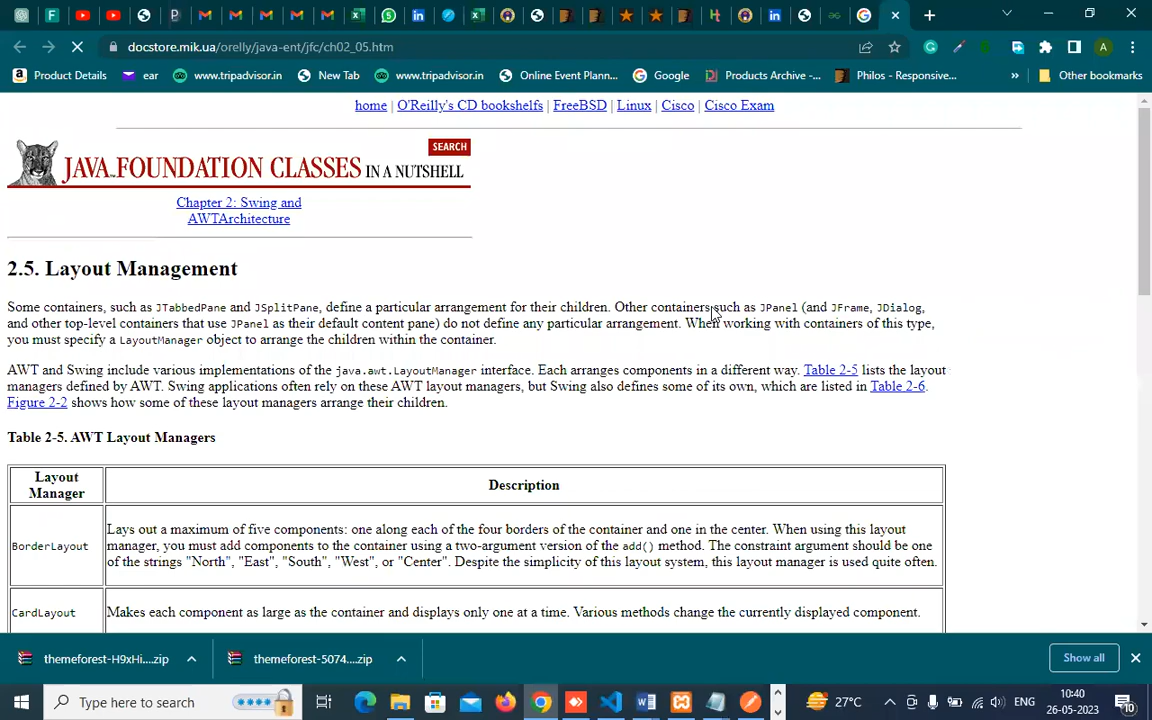 docstore.mik.ua/orelly/java-ent/jfc/ch02_05.htm
A
Product Details
ear
www.tripadvisor.in
New Tab
www.tripadvisor.in
Online Event Plann...
Google
Products Archive -...
Philos - Responsive...
»
Other bookmarks
home | O'Reilly's CD bookshelfs | FreeBSD | Linux | Cisco | Cisco Exam
SEARCH
JAVA FOUNDATION CLASSES IN A NUTSHELL
Chapter 2: Swing and
AWTArchitecture
2.5. Layout Management
Some containers, such as JTabbedPane and JSplitPane, define a particular arrangement for their children. Other containers such as JPanel (and JFrame, JDialog,
and other top-level containers that use JPanel as their default content pane) do not define any particular arrangement. When working with containers of this type,
you must specify a LayoutManager object to arrange the children within the container.
AWT and Swing include various implementations of the java.awt.LayoutManager interface. Each arranges components in a different way. Table 2-5 lists the layout
managers defined by AWT. Swing applications often rely on these AWT layout managers, but Swing also defines some of its own, which are listed in Table 2-6.
Figure 2-2 shows how some of these layout managers arrange their children.
Table 2-5. AWT Layout Managers
Layout
Manager
Description
BorderLayout
Lays out a maximum of five components: one along each of the four borders of the container and one in the center. When using this layout
manager, you must add components to the container using a two-argument version of the add() method. The constraint argument should be one
of the strings "North", "East", "South", "West", or "Center". Despite the simplicity of this layout system, this layout manager is used quite often.
CardLayout
Makes each component as large as the container and displays only one at a time. Various methods change the currently displayed component.
themeforest-H9xHi....zip
themeforest-5074....zip
Show all
Type here to search
27°C
ENG
10:40
26-05-2023
10